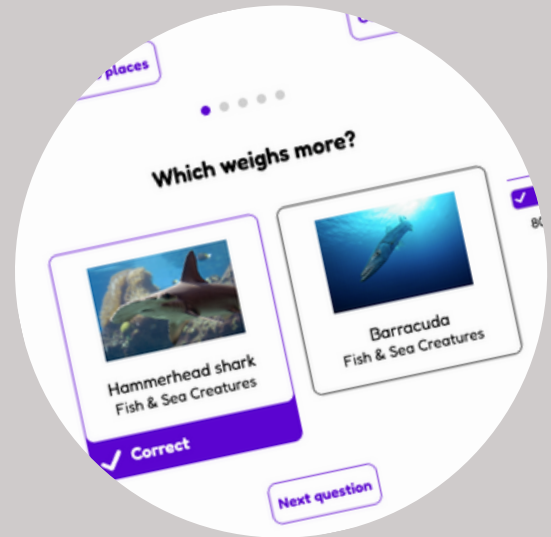 places
Which weighs more?
Hammerhead shark
Fish & Sea Creatures
Correct
Barracuda
Fish & Sea Creatures
Next question